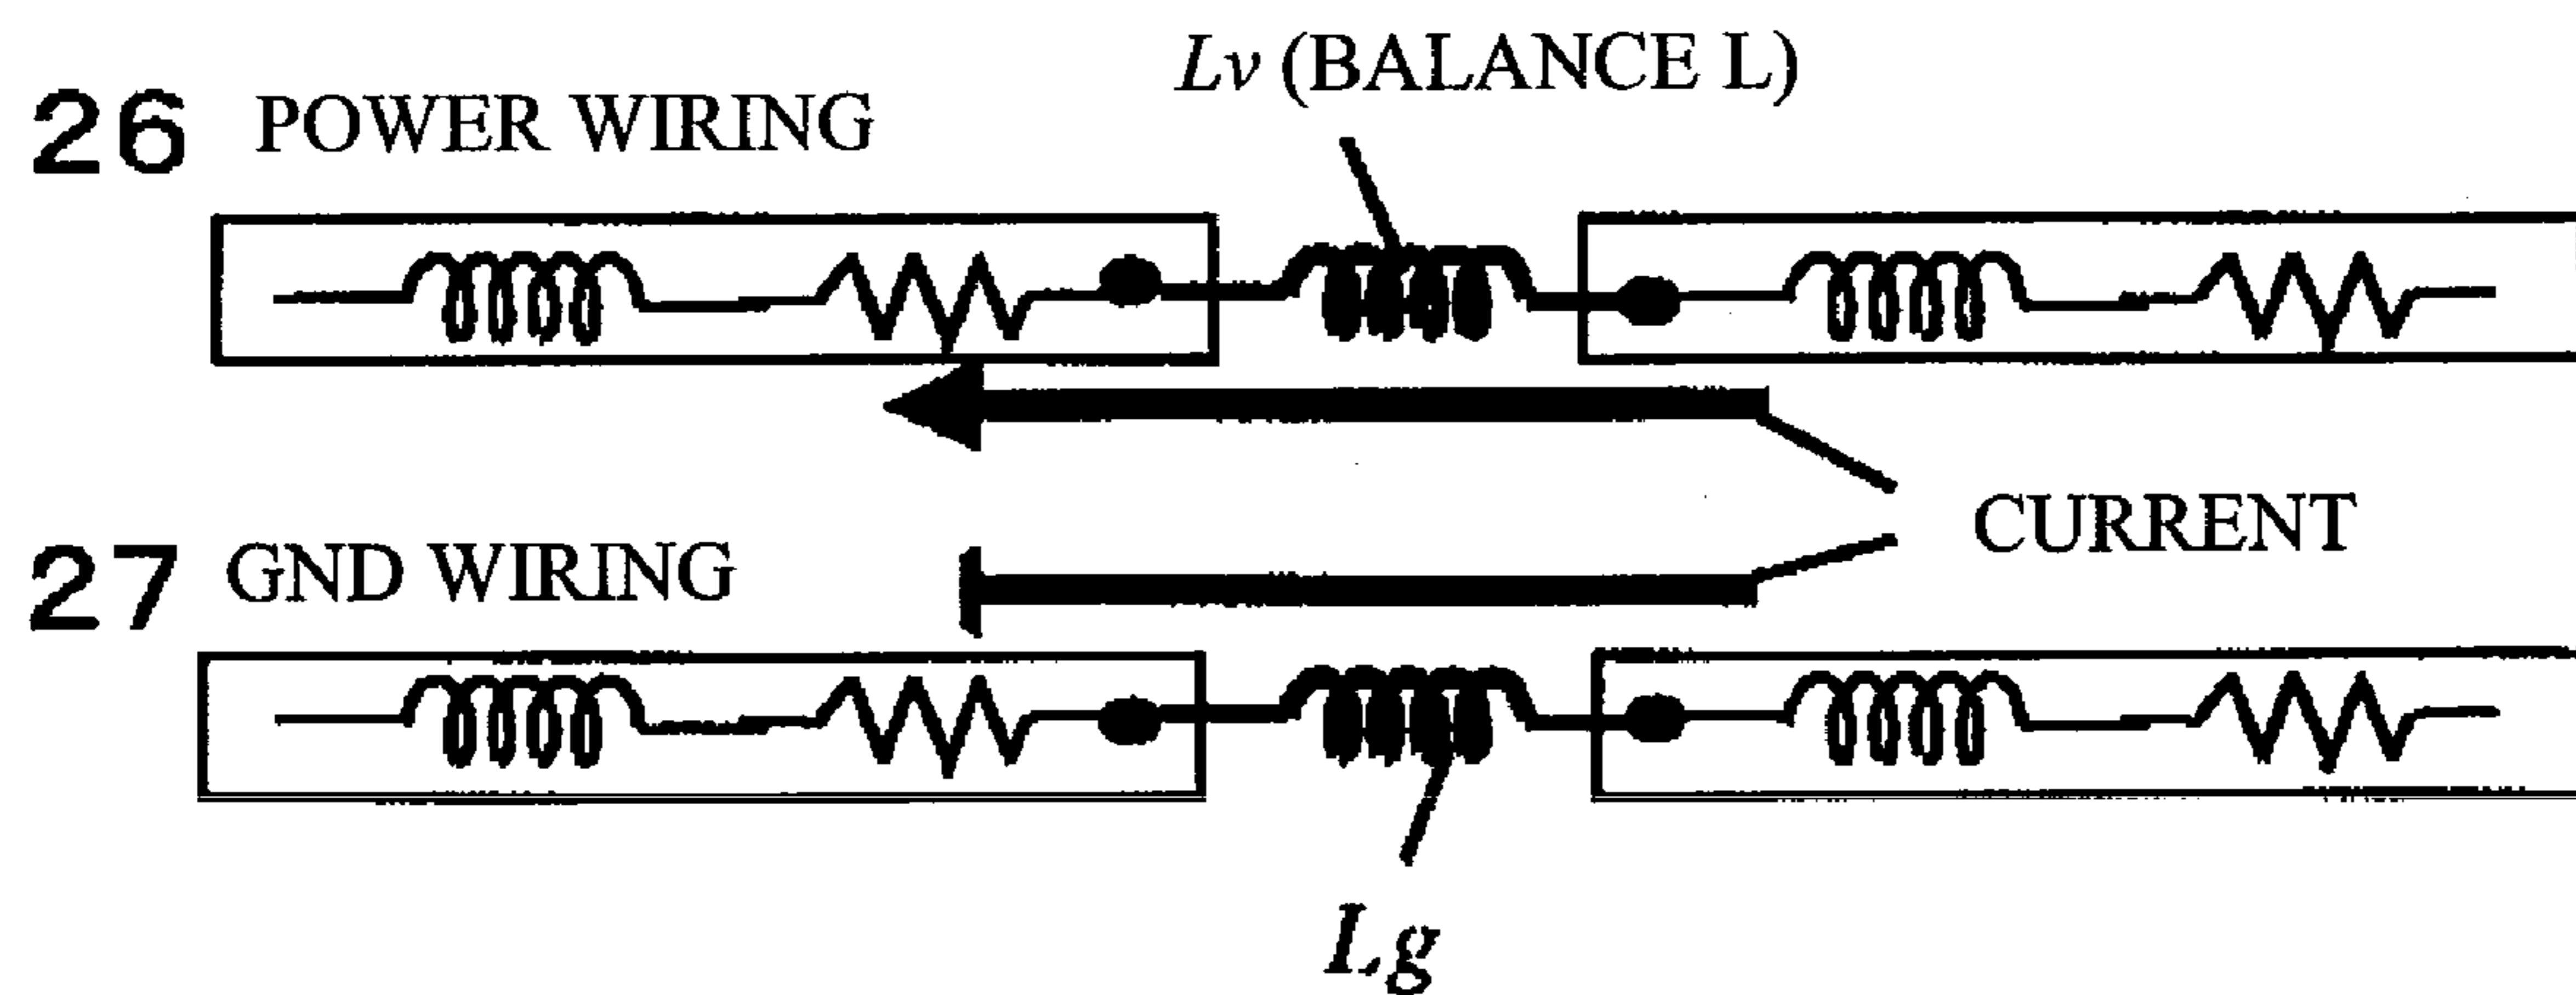 Lv (BALANCE L)
26 POWER WIRING
CURRENT
27 GND WIRING
Lg